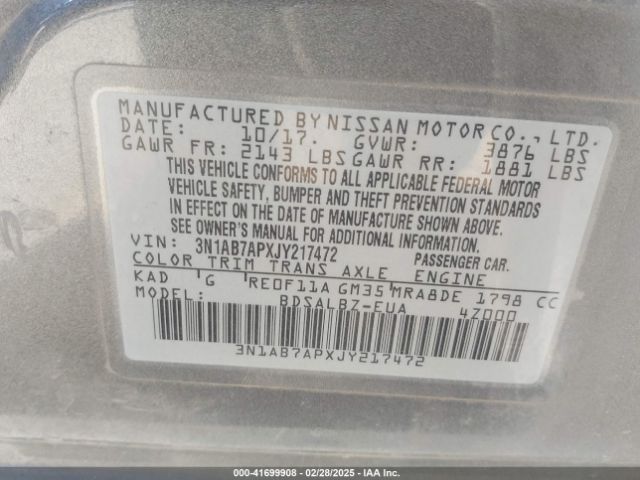 MANUFACTURED BY NISSAN MOTOR CO., LTD.
DATE: 10/17. GVWR: 3876 LBS
GAWR FR: 2143 LBS GAWR RR: 1881 LBS
THIS VEHICLE CONFORMS TO ALL APPLICABLE FEDERAL MOTOR
VEHICLE SAFETY, BUMPER AND THEFT PREVENTION STANDARDS
IN EFFECT ON THE DATE OF MANUFACTURE SHOWN ABOVE.
SEE OWNER'S MANUAL FOR ADDITIONAL INFORMATION.
VIN: 3N1AB7APXJY217472 PASSENGER CAR.
COLOR TRIM TRANS AXLE ENGINE
KAD G RE0F11A GM35 MRA8DE 1798 CC
MODEL: BDSALBZ-EUA 4Z000
3N1AB7APXJY217472
000-41699908 | 02/28/2025 | IAA Inc.